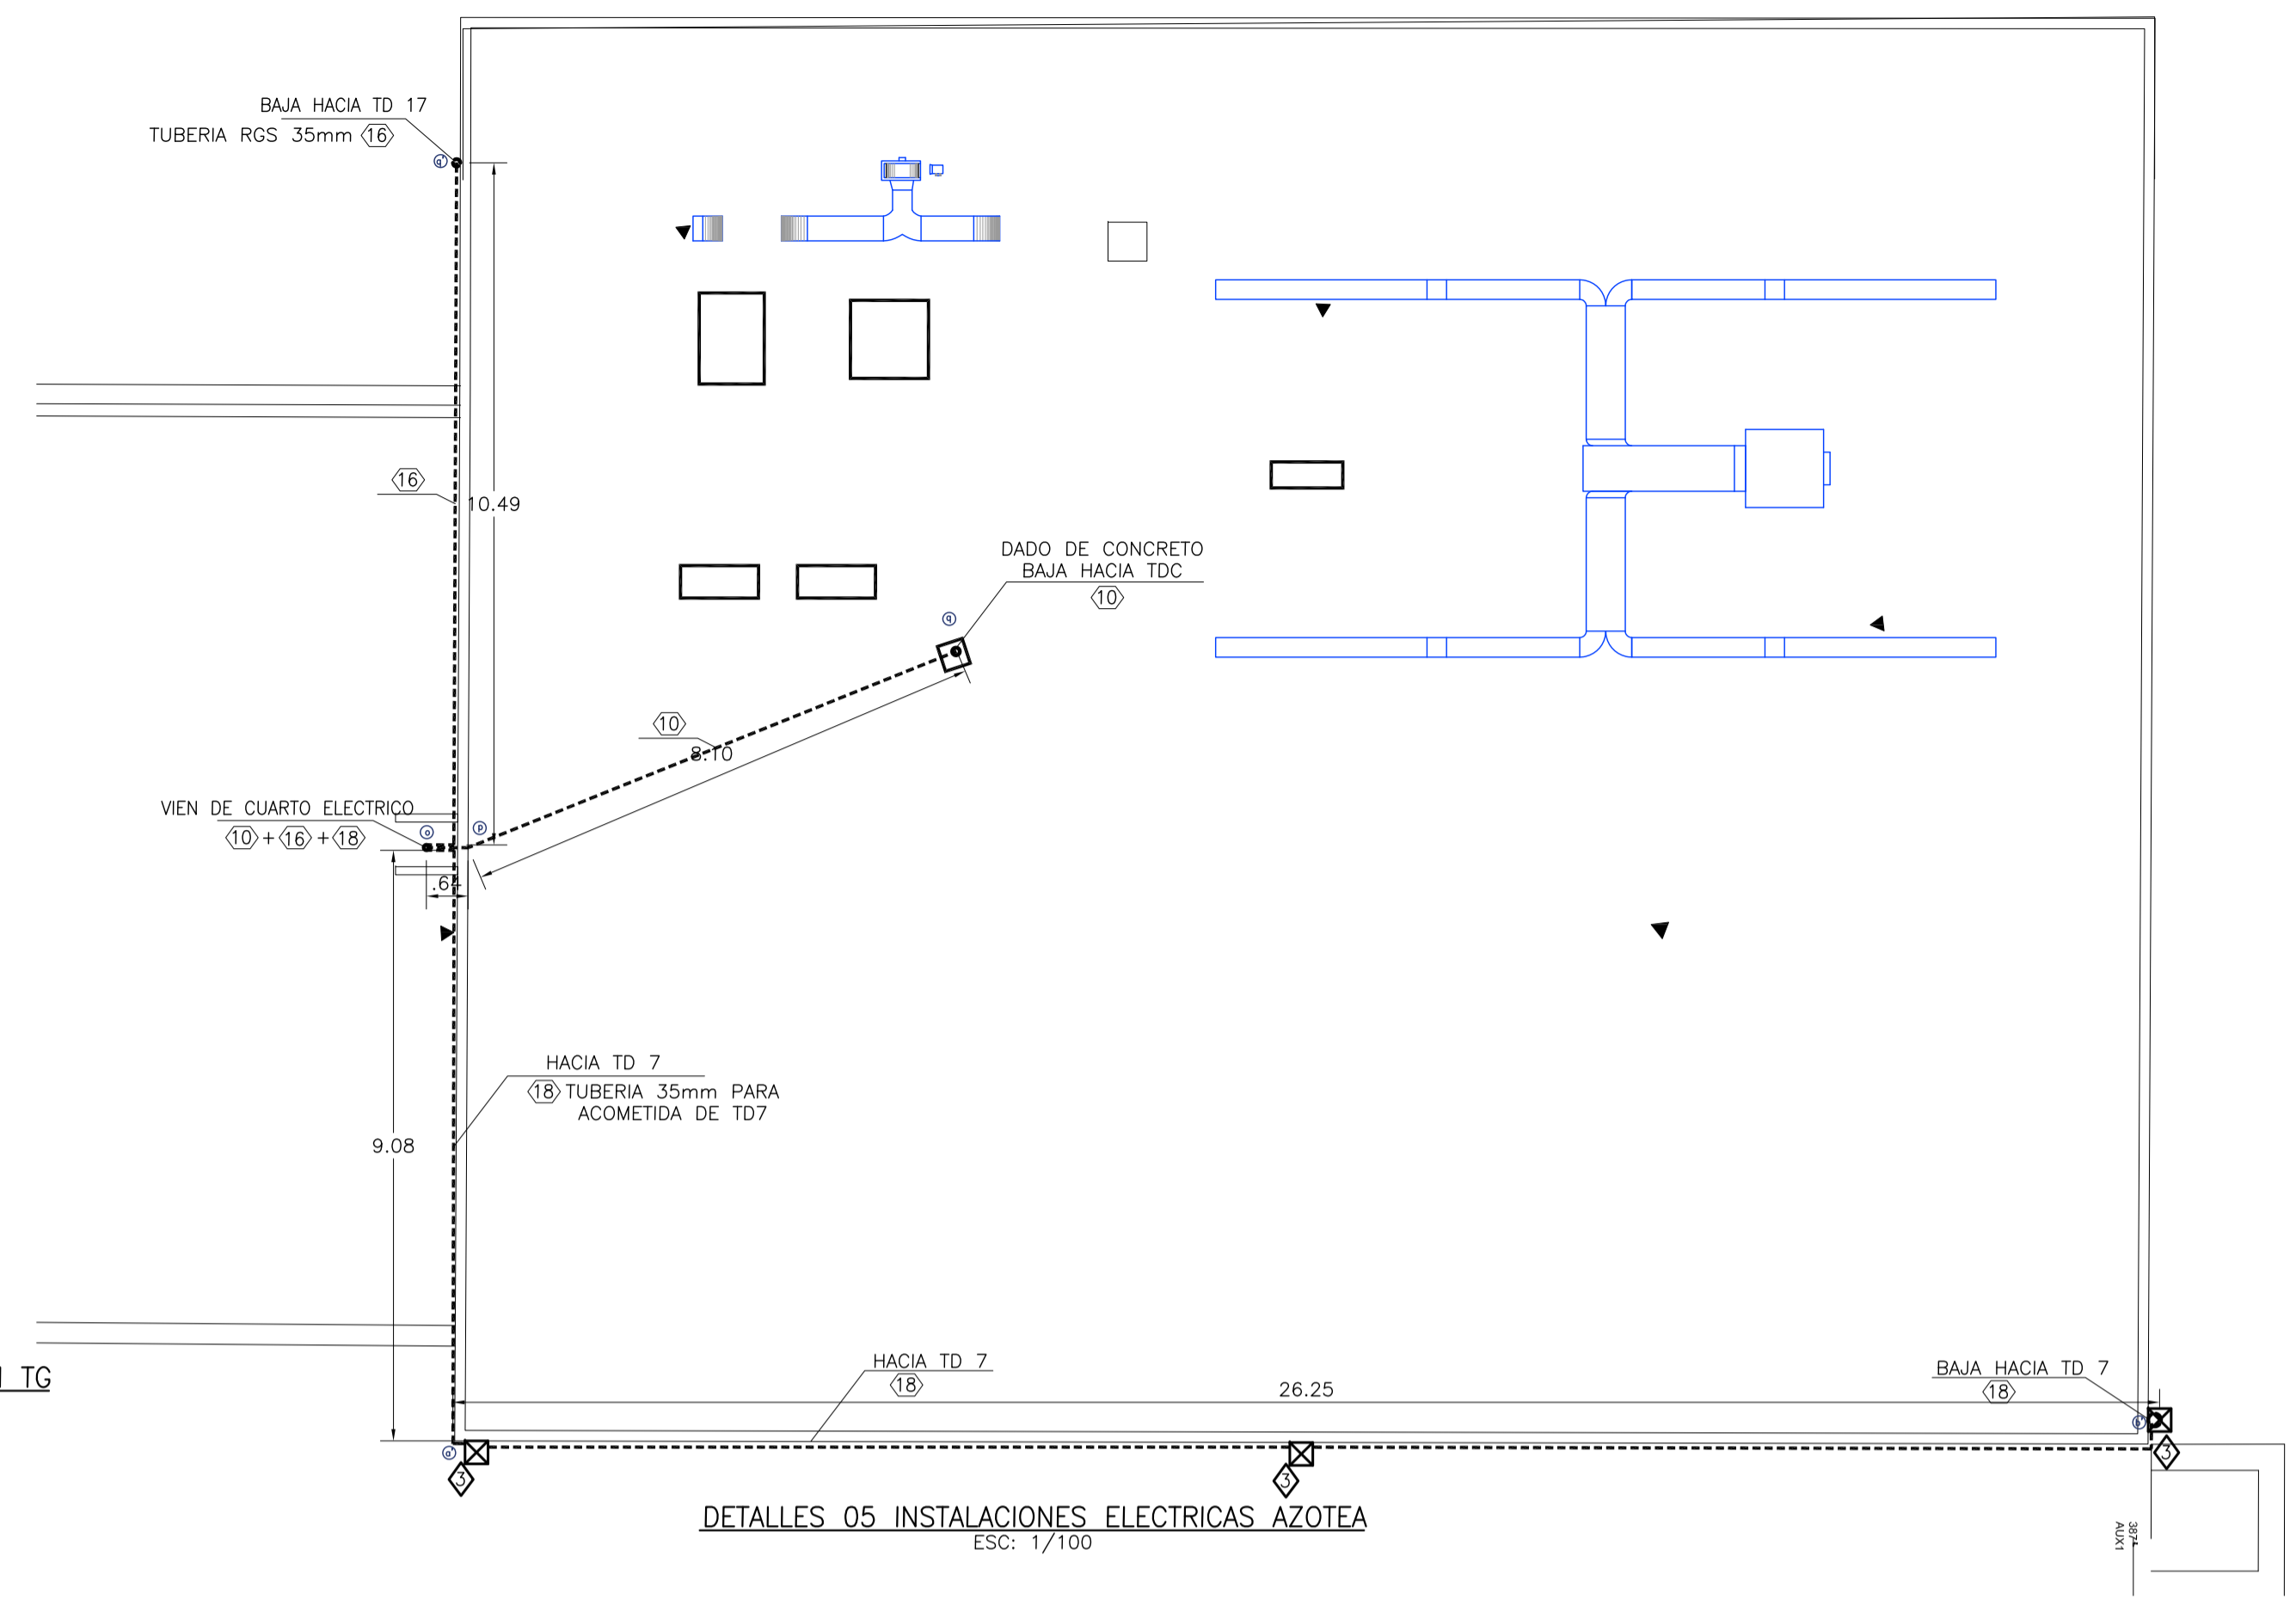 BAJA HACIA TD 17
TUBERIA RGS 35mm 16
q'
16
10.49
DADO DE CONCRETO
BAJA HACIA TDC
10
q
10
8.10
VIEN DE CUARTO ELECTRICO
10 + 16 + 18
o
p
.64
HACIA TD 7
18 TUBERIA 35mm PARA
ACOMETIDA DE TD7
9.08
HACIA TD 7
18
26.25
BAJA HACIA TD 7
18
TG
a'
b'
3
3
3
DETALLES 05 INSTALACIONES ELECTRICAS AZOTEA
ESC: 1/100
AUX1